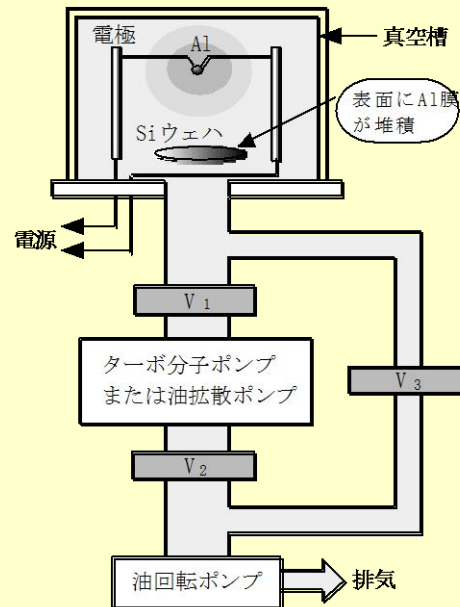 電極
Al
真空槽
表面にAl膜
が堆積
Siウェハ
電源
V₁
ターボ分子ポンプ
または油拡散ポンプ
V₃
V₂
油回転ポンプ
排気